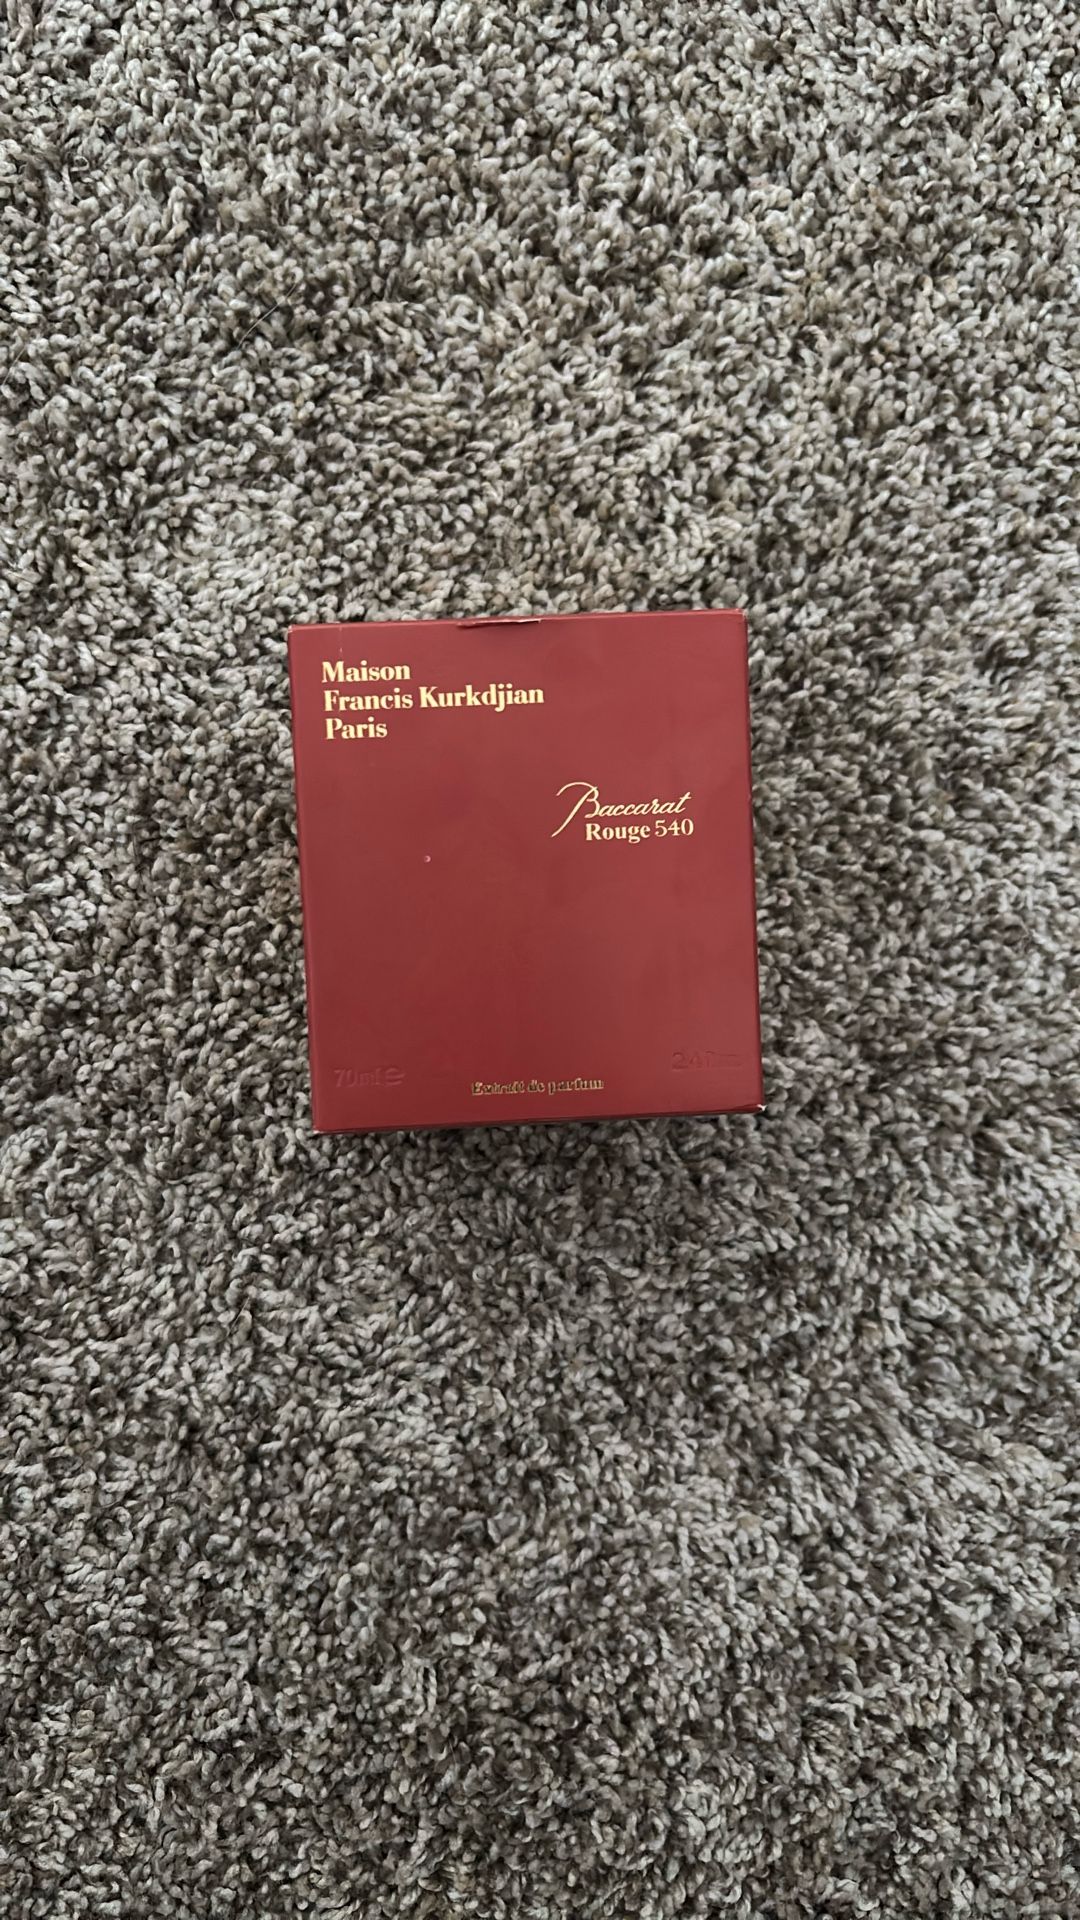 Maison
Francis Kurkdjian
Paris
Baccarat
Rouge 540
70ml e
Extrait de parfum